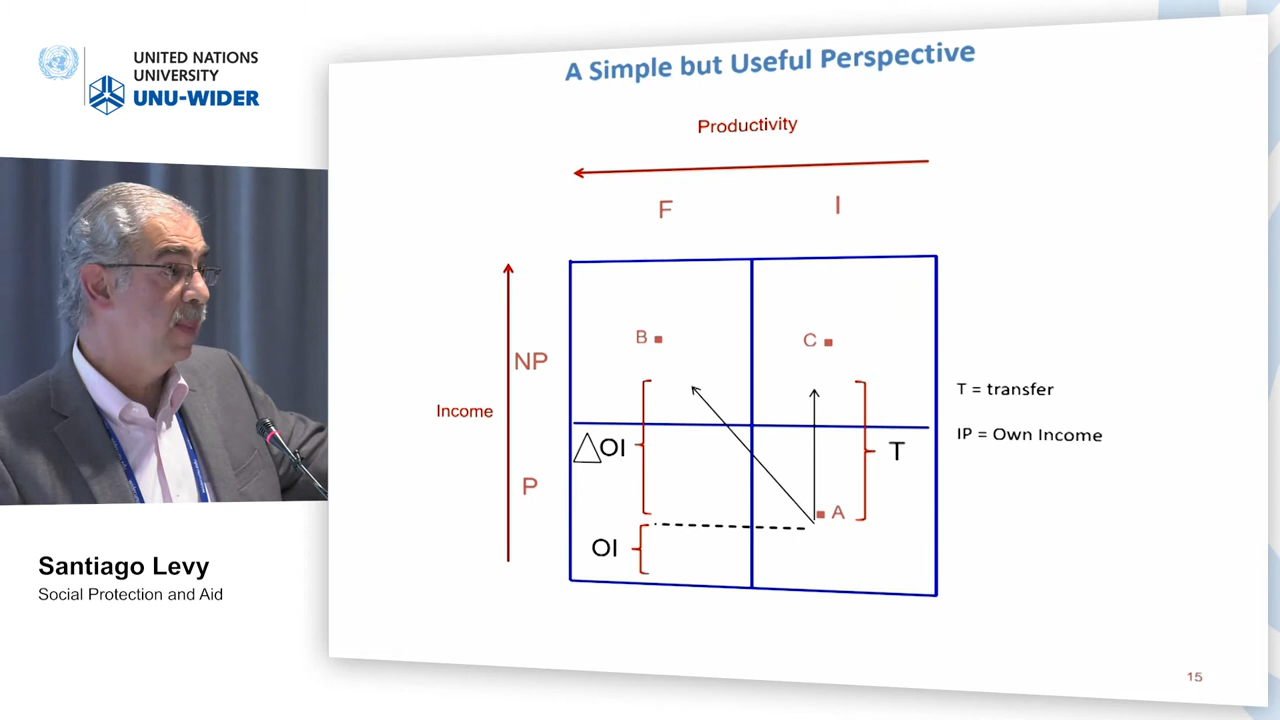 UNITED NATIONS
UNIVERSITY
UNU-WIDER
A Simple but Useful Perspective
Productivity
F
I
B
C
NP
Income
T = transfer
IP = Own Income
△OI
T
P
A
OI
Santiago Levy
Social Protection and Aid
15